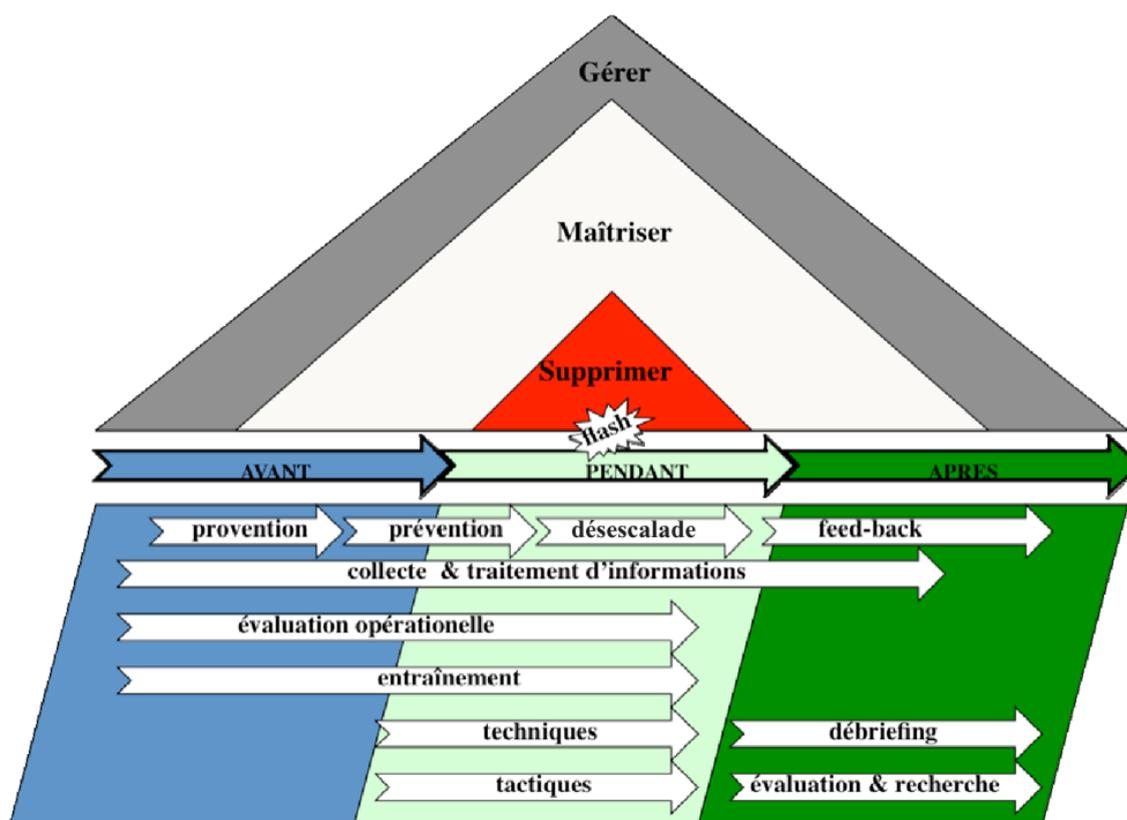 Gérer
Maîtriser
Supprimer
flash
AVANT PENDANT APRES
provention prévention désescalade feed-back
collecte & traitement d'informations
évaluation opérationelle
entraînement
techniques débriefing
tactiques évaluation & recherche